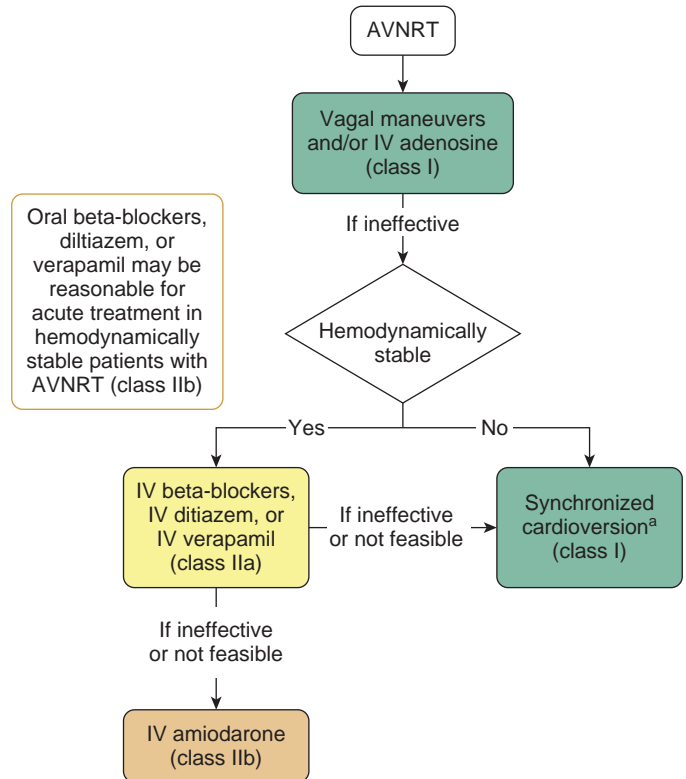 AVNRT
Vagal maneuvers
and/or IV adenosine
(class I)
If ineffective
Oral beta-blockers,
diltiazem, or
verapamil may be
reasonable for
acute treatment in
hemodynamically
stable patients with
AVNRT (class IIb)
Hemodynamically
stable
Yes
No
IV beta-blockers,
IV ditiazem, or
IV verapamil
(class IIa)
If ineffective
or not feasible
Synchronized
cardioversionᵃ
(class I)
If ineffective
or not feasible
IV amiodarone
(class IIb)